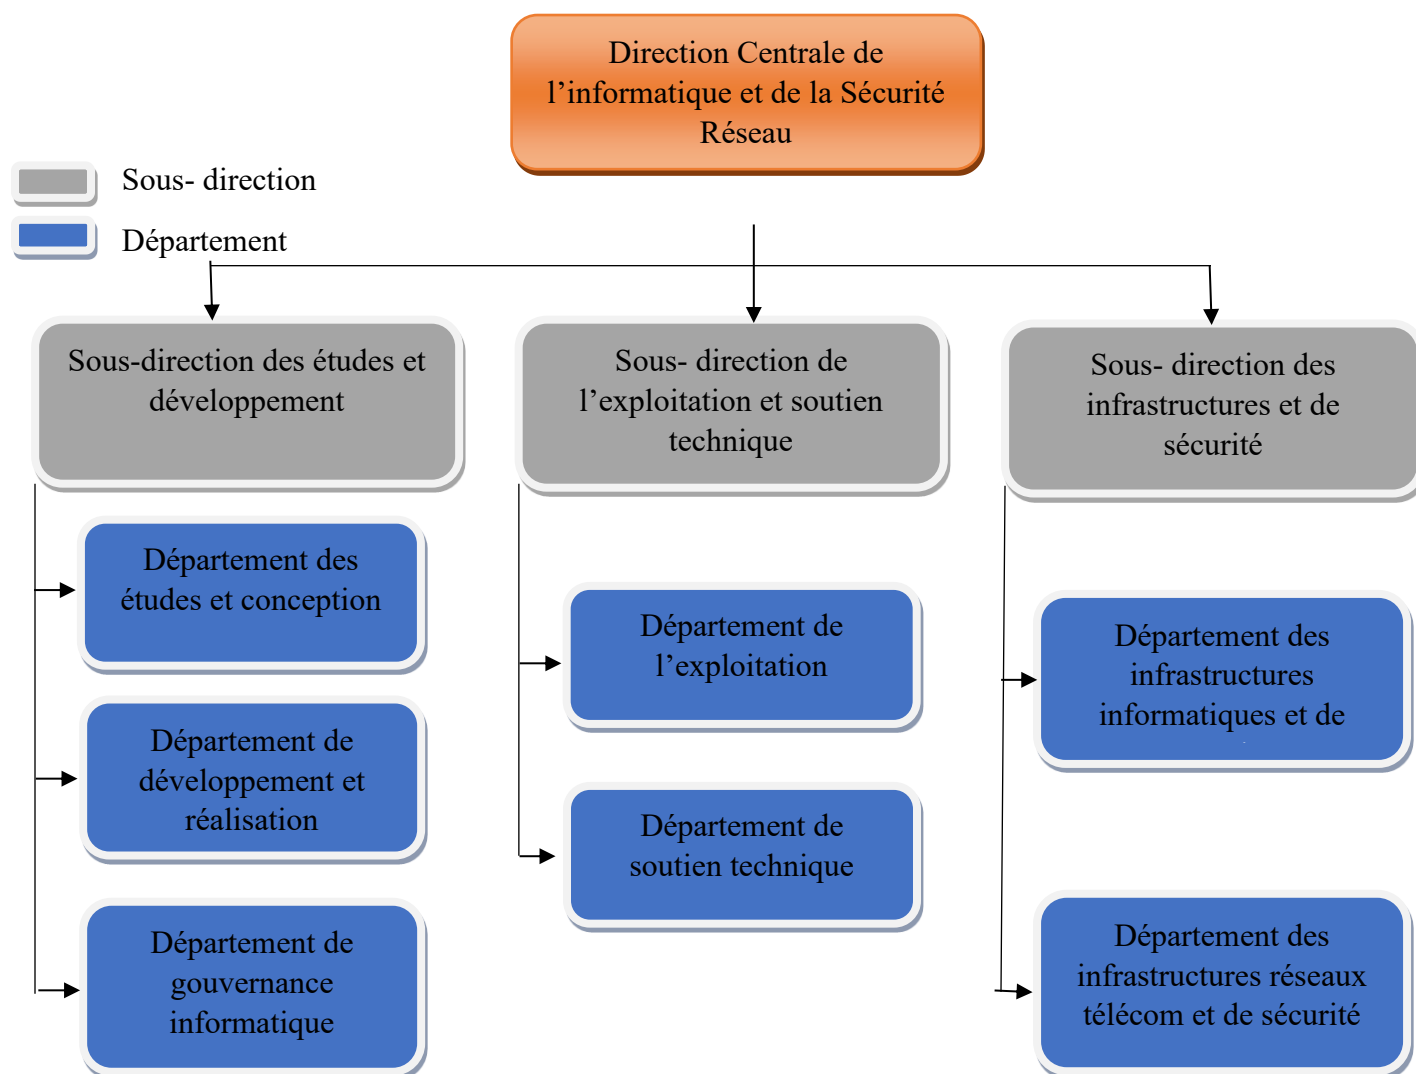 Direction Centrale de
l’informatique et de la Sécurité
Réseau
Sous- direction
Département
Sous-direction des études et
développement
Sous- direction de
l’exploitation et soutien
technique
Sous- direction des
infrastructures et de
sécurité
Département des
études et conception
Département de
développement et
réalisation
Département de
gouvernance
informatique
Département de
l’exploitation
Département de
soutien technique
Département des
infrastructures
informatiques et de
Département des
infrastructures réseaux
télécom et de sécurité